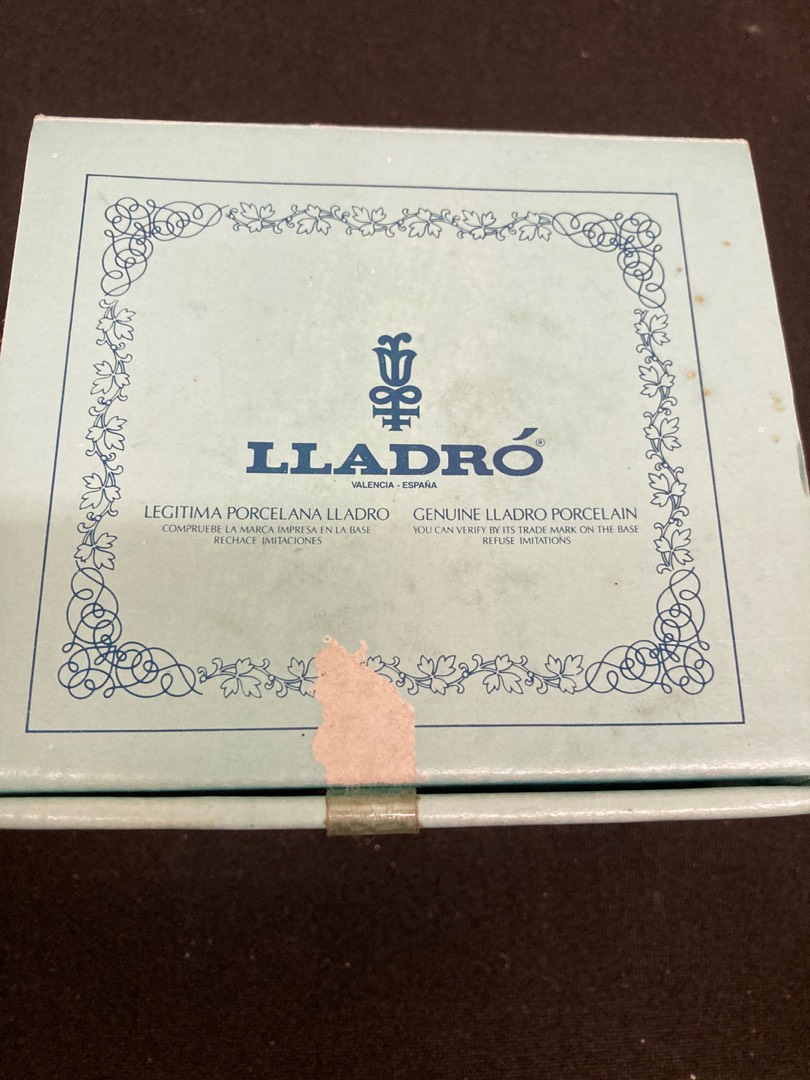 LLADRÓ®
VALENCIA - ESPAÑA
LEGITIMA PORCELANA LLADRO
COMPRUEBE LA MARCA IMPRESA EN LA BASE
RECHACE IMITACIONES
GENUINE LLADRO PORCELAIN
YOU CAN VERIFY BY ITS TRADE MARK ON THE BASE
REFUSE IMITATIONS